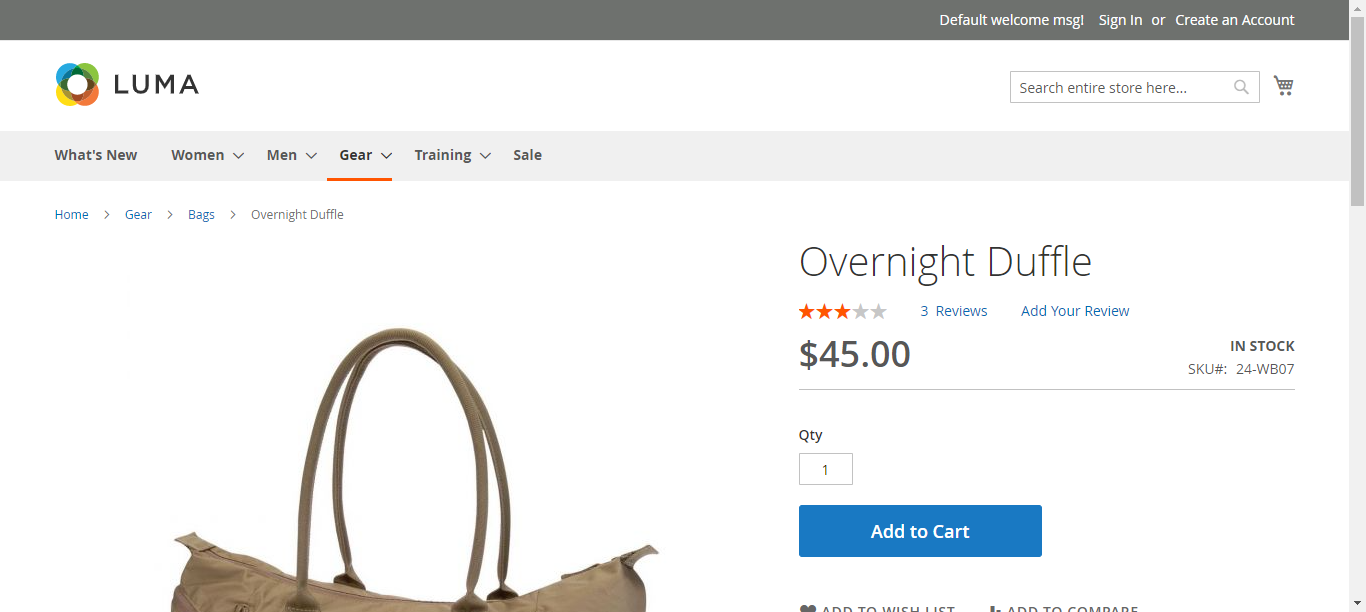 Default welcome msg! Sign In or Create an Account
LUMA
Search entire store here...
What's New Women Men Gear Training Sale
Home > Gear > Bags > Overnight Duffle
Overnight Duffle
3 Reviews Add Your Review
$45.00
IN STOCK
SKU#: 24-WB07
Qty
1
Add to Cart
ADD TO WISH LIST ADD TO COMPARE